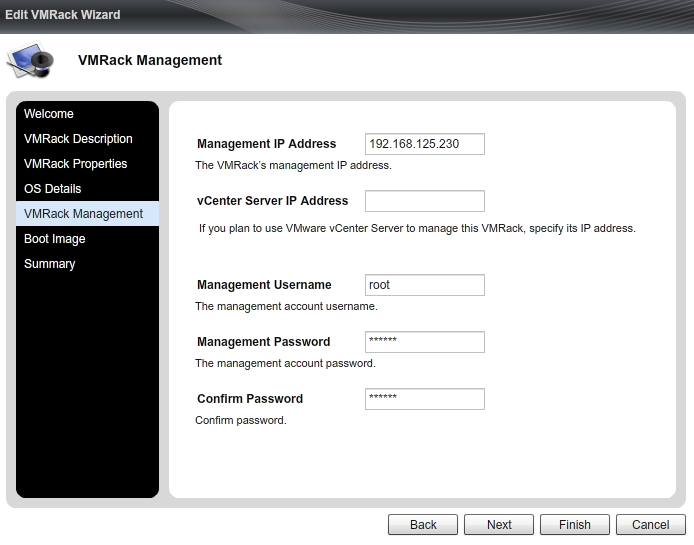 Edit VMRack Wizard
VMRack Management
Welcome
VMRack Description
VMRack Properties
OS Details
VMRack Management
Boot Image
Summary
Management IP Address 192.168.125.230
The VMRack's management IP address.
vCenter Server IP Address
If you plan to use VMware vCenter Server to manage this VMRack, specify its IP address.
Management Username root
The management account username.
Management Password ******
The management account password.
Confirm Password ******
Confirm password.
Back Next Finish Cancel